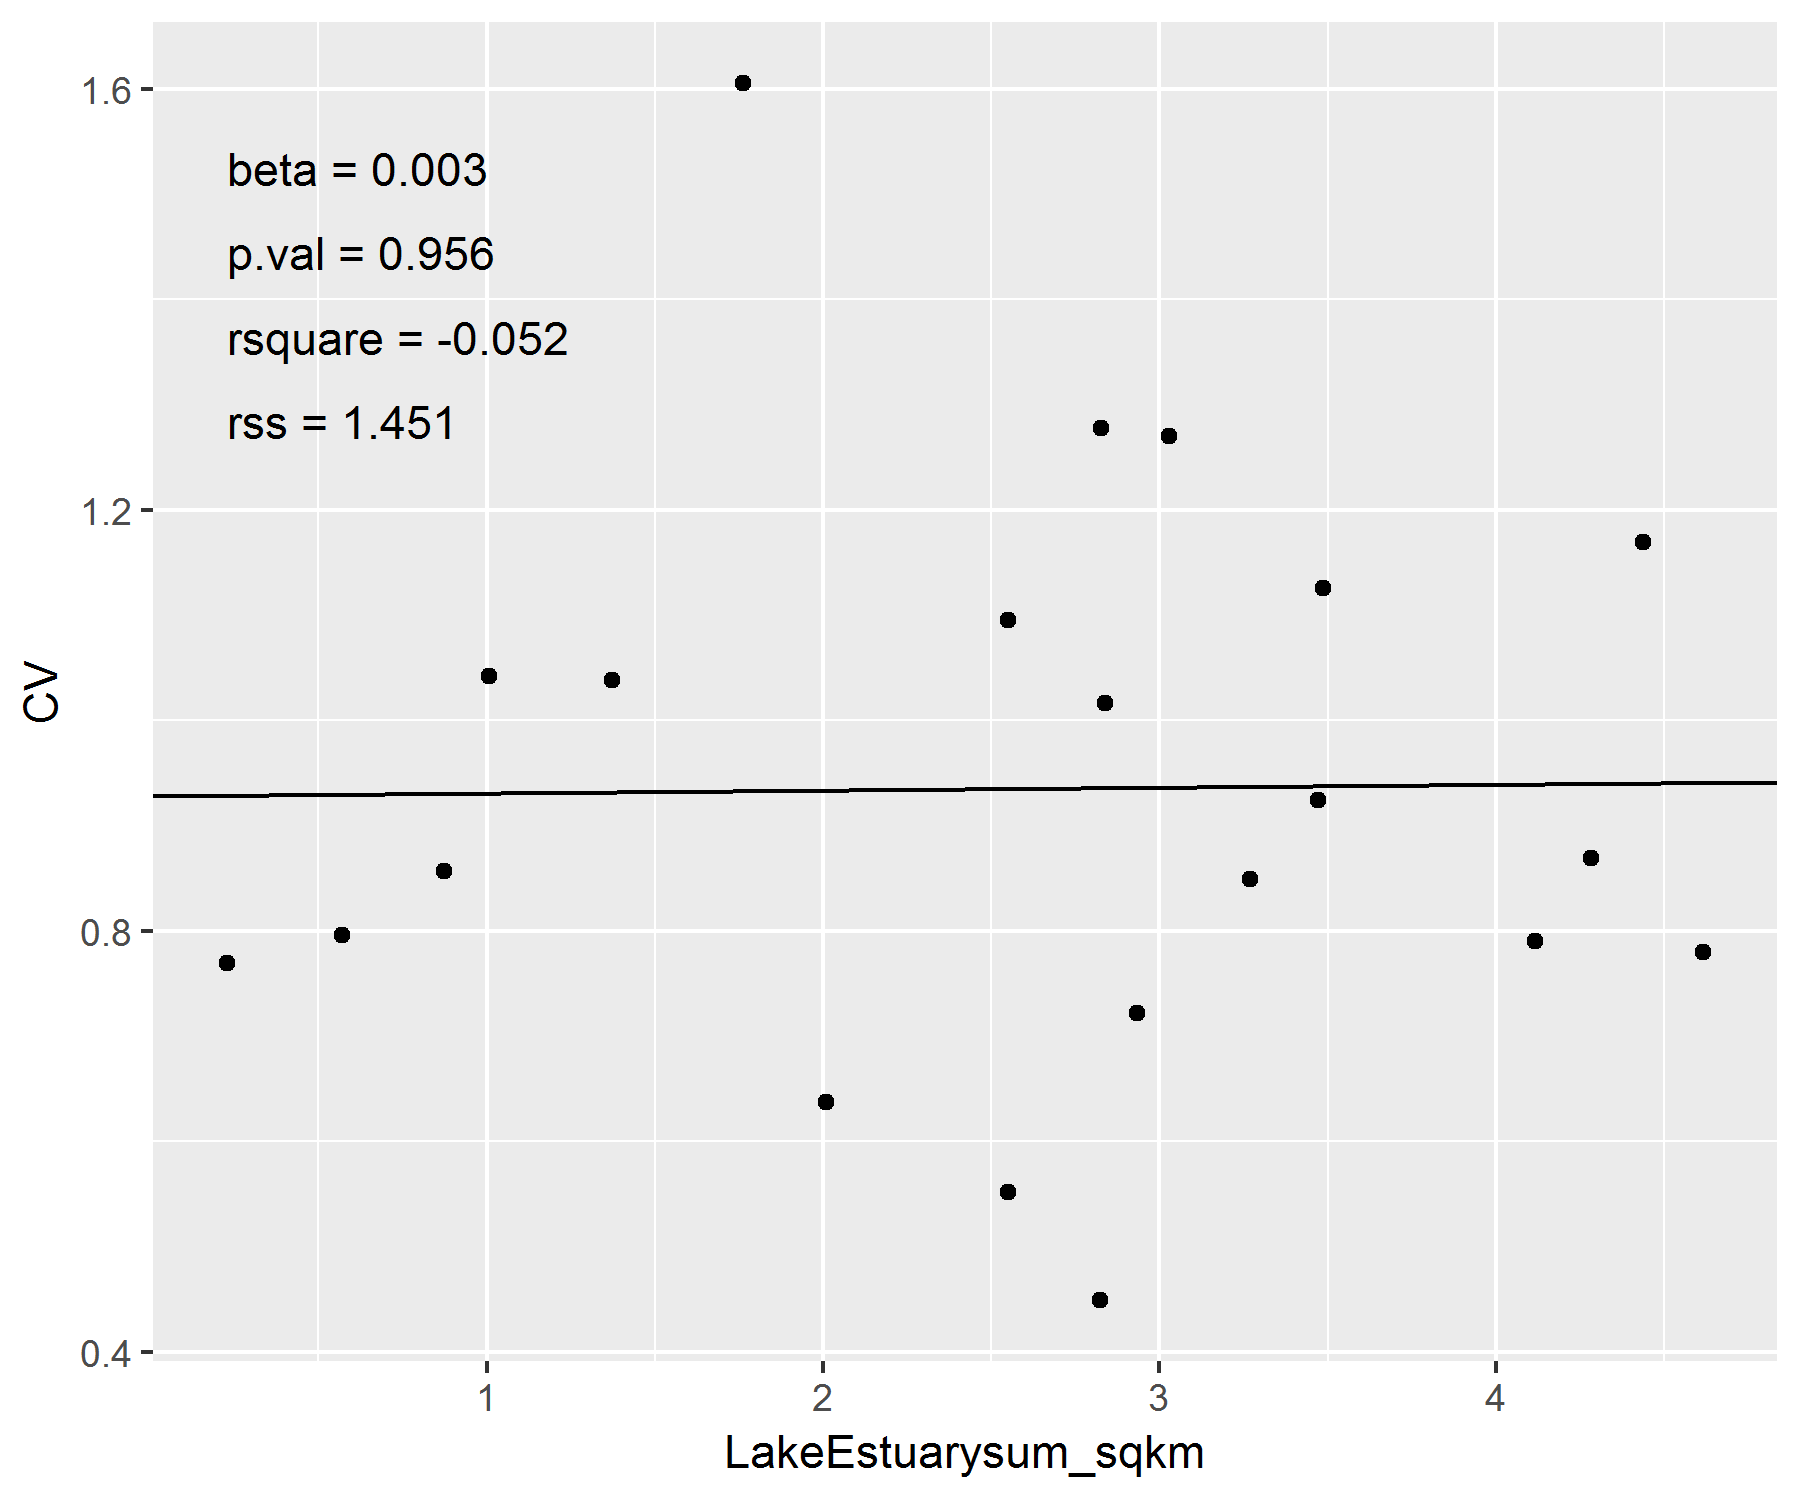 1.6
beta = 0.003
p.val = 0.956
rsquare = -0.052
rss = 1.451
1.2
CV
0.8
0.4
1 2 3 4
LakeEstuarysum_sqkm